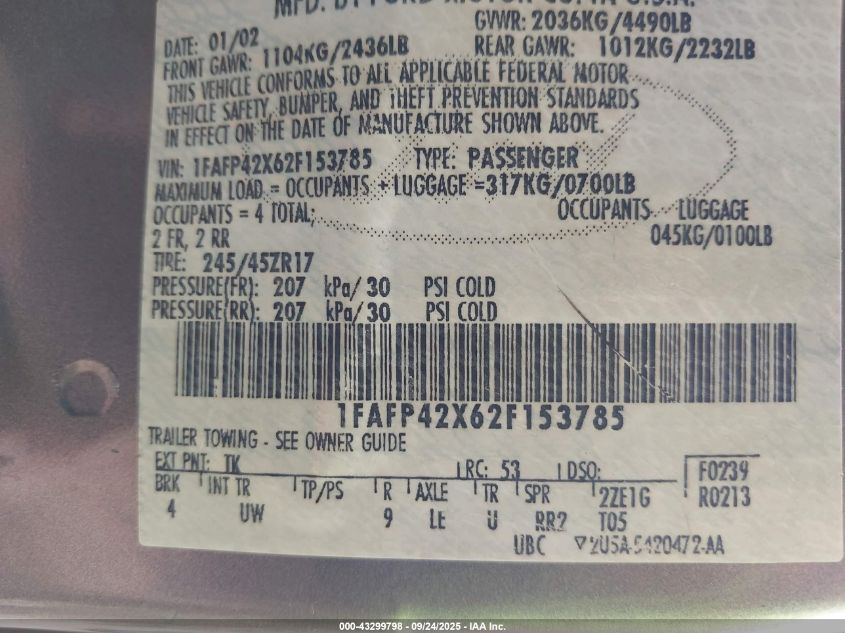 MFD. BY FORD MOTOR CO. IN U.S.A.
DATE: 01/02 GVWR: 2036KG/4490LB
FRONT GAWR: 1104KG/2436LB REAR GAWR: 1012KG/2232LB
THIS VEHICLE CONFORMS TO ALL APPLICABLE FEDERAL MOTOR
VEHICLE SAFETY, BUMPER, AND THEFT PREVENTION STANDARDS
IN EFFECT ON THE DATE OF MANUFACTURE SHOWN ABOVE.
VIN: 1FAFP42X62F153785 TYPE: PASSENGER
MAXIMUM LOAD = OCCUPANTS + LUGGAGE =317KG/0700LB
OCCUPANTS = 4 TOTAL; OCCUPANTS LUGGAGE
2 FR, 2 RR 045KG/0100LB
TIRE: 245/45ZR17
PRESSURE(FR): 207 kPa/ 30 PSI COLD
PRESSURE(RR): 207 kPa/ 30 PSI COLD
1FAFP42X62F153785
TRAILER TOWING - SEE OWNER GUIDE
EXT PNT: TK RC: 53 DSO: F0239
BRK INT TR TP/PS R AXLE TR SPR 2ZE1G R0213
4 UW 9 LE U RR2 T05
UBC 2U5A-5420472-AA
000-43299798 - 09/24/2025 - IAA Inc.